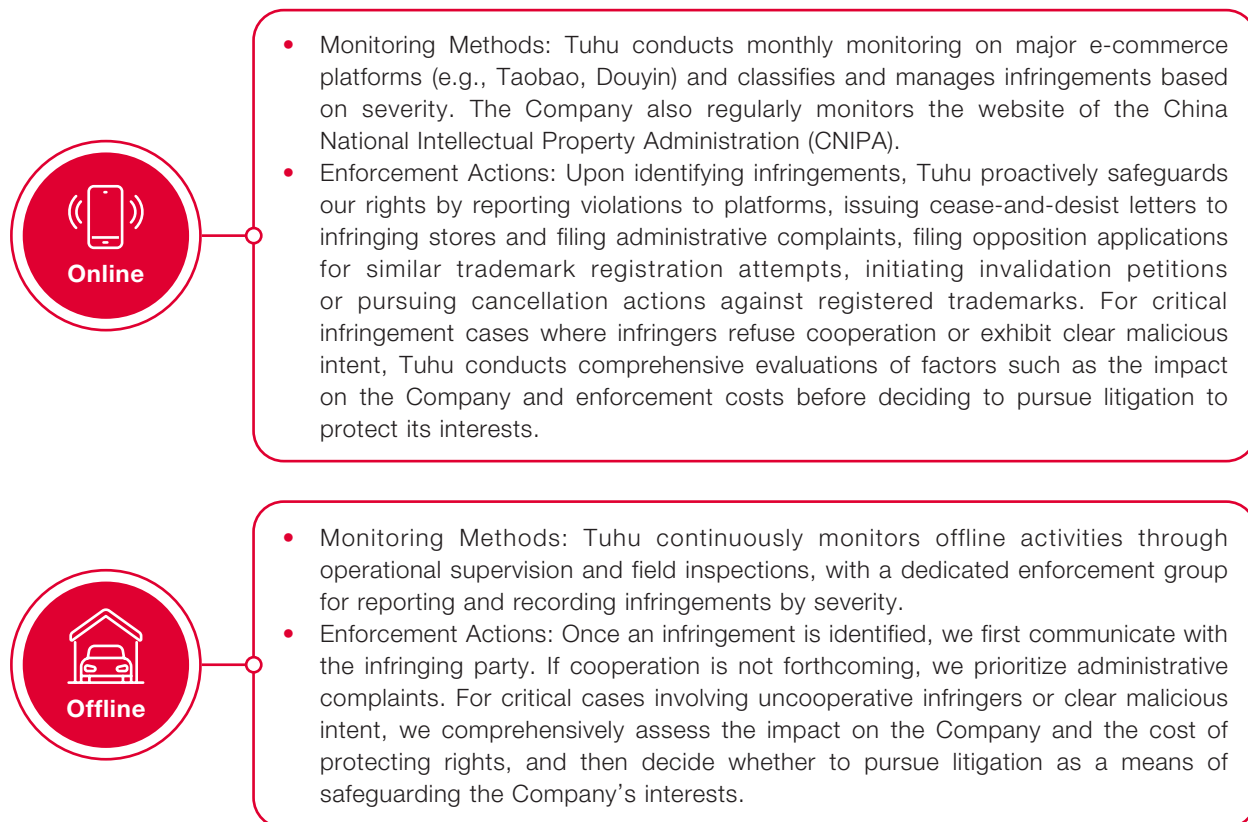 • Monitoring Methods: Tuhu conducts monthly monitoring on major e-commerce
platforms (e.g., Taobao, Douyin) and classifies and manages infringements based
on severity. The Company also regularly monitors the website of the China
National Intellectual Property Administration (CNIPA).
• Enforcement Actions: Upon identifying infringements, Tuhu proactively safeguards
our rights by reporting violations to platforms, issuing cease-and-desist letters to
infringing stores and filing administrative complaints, filing opposition applications
for similar trademark registration attempts, initiating invalidation petitions
or pursuing cancellation actions against registered trademarks. For critical
infringement cases where infringers refuse cooperation or exhibit clear malicious
intent, Tuhu conducts comprehensive evaluations of factors such as the impact
on the Company and enforcement costs before deciding to pursue litigation to
protect its interests.
Online
• Monitoring Methods: Tuhu continuously monitors offline activities through
operational supervision and field inspections, with a dedicated enforcement group
for reporting and recording infringements by severity.
• Enforcement Actions: Once an infringement is identified, we first communicate with
the infringing party. If cooperation is not forthcoming, we prioritize administrative
complaints. For critical cases involving uncooperative infringers or clear malicious
intent, we comprehensively assess the impact on the Company and the cost of
protecting rights, and then decide whether to pursue litigation as a means of
safeguarding the Company's interests.
Offline